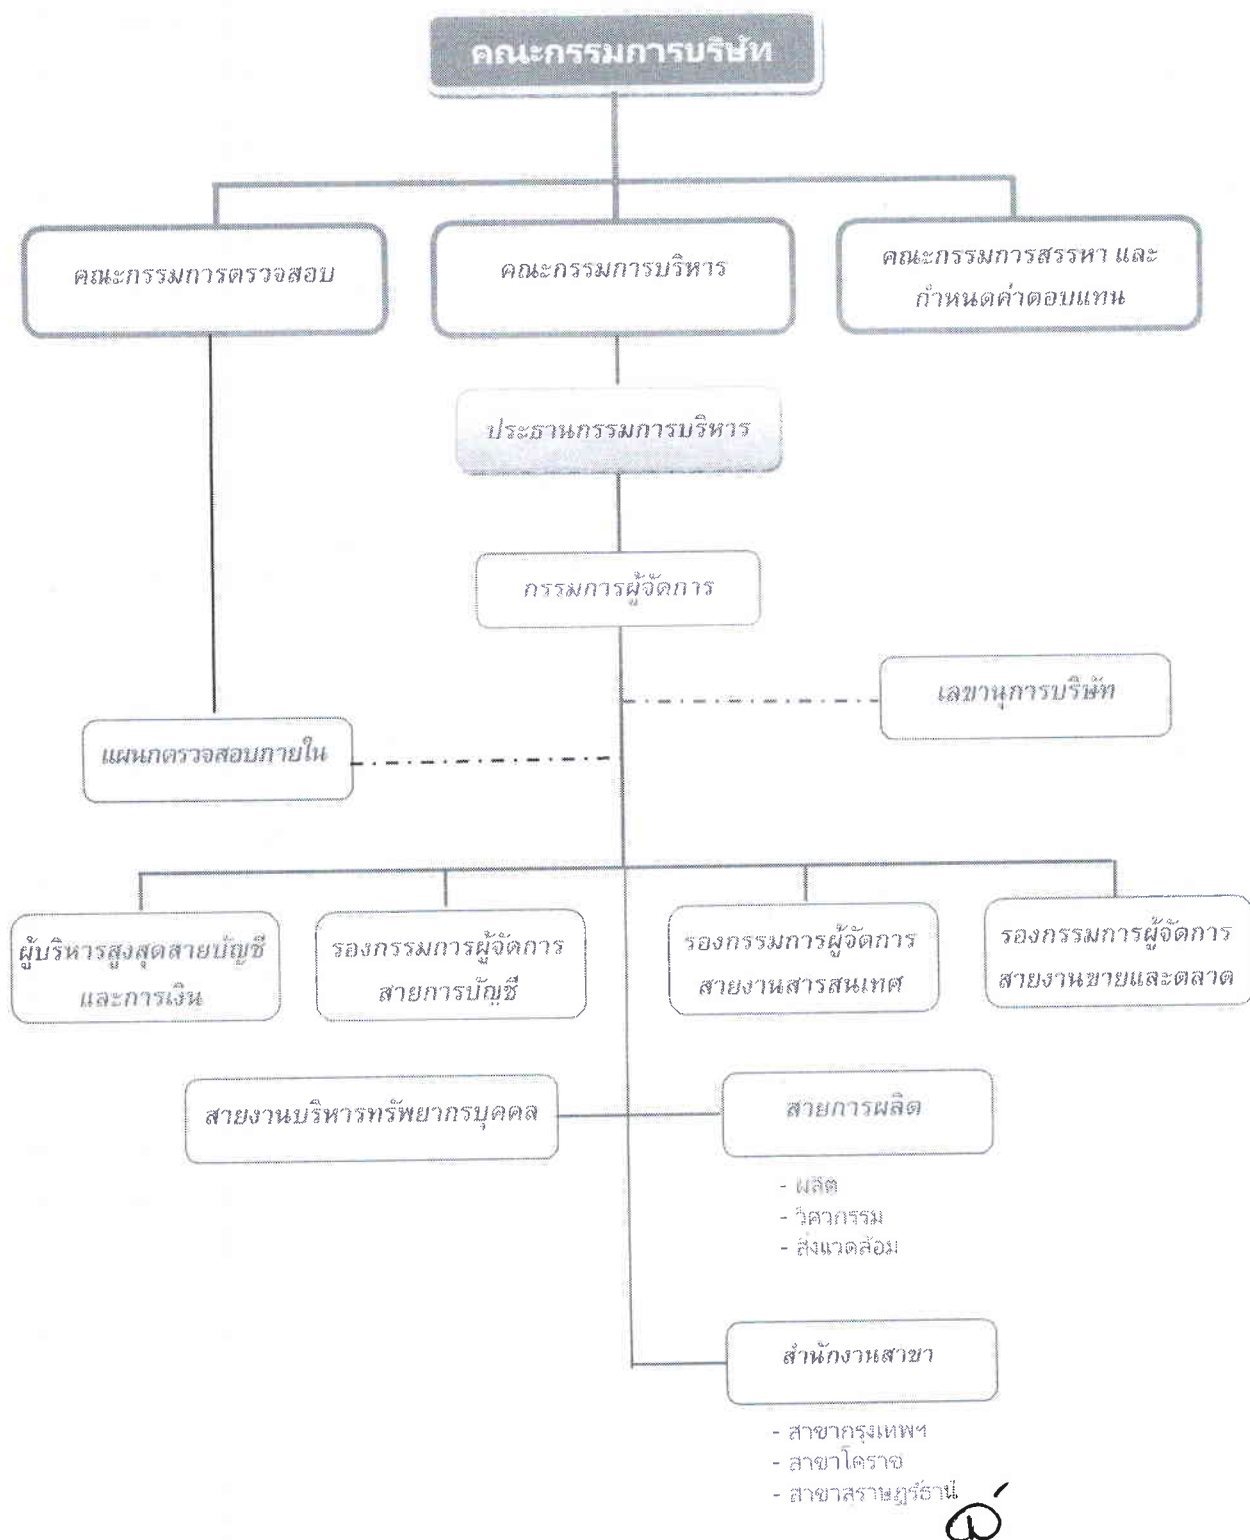 คณะกรรมการบริษัท
คณะกรรมการตรวจสอบ
คณะกรรมการบริหาร
คณะกรรมการสรรหา และ
กำหนดค่าตอบแทน
ประธานกรรมการบริหาร
กรรมการผู้จัดการ
เลขานุการบริษัท
แผนกตรวจสอบภายใน
ผู้บริหารสูงสุดสายบัญชี
และการเงิน
รองกรรมการผู้จัดการ
สายการบัญชี
รองกรรมการผู้จัดการ
สายงานสารสนเทศ
รองกรรมการผู้จัดการ
สายงานขายและตลาด
สายงานบริหารทรัพยากรบุคคล
สายการผลิต
- ผลิต
- วิศวกรรม
- สิ่งแวดล้อม
สำนักงานสาขา
- สาขากรุงเทพฯ
- สาขาโคราช
- สาขาสุราษฎร์ธานี